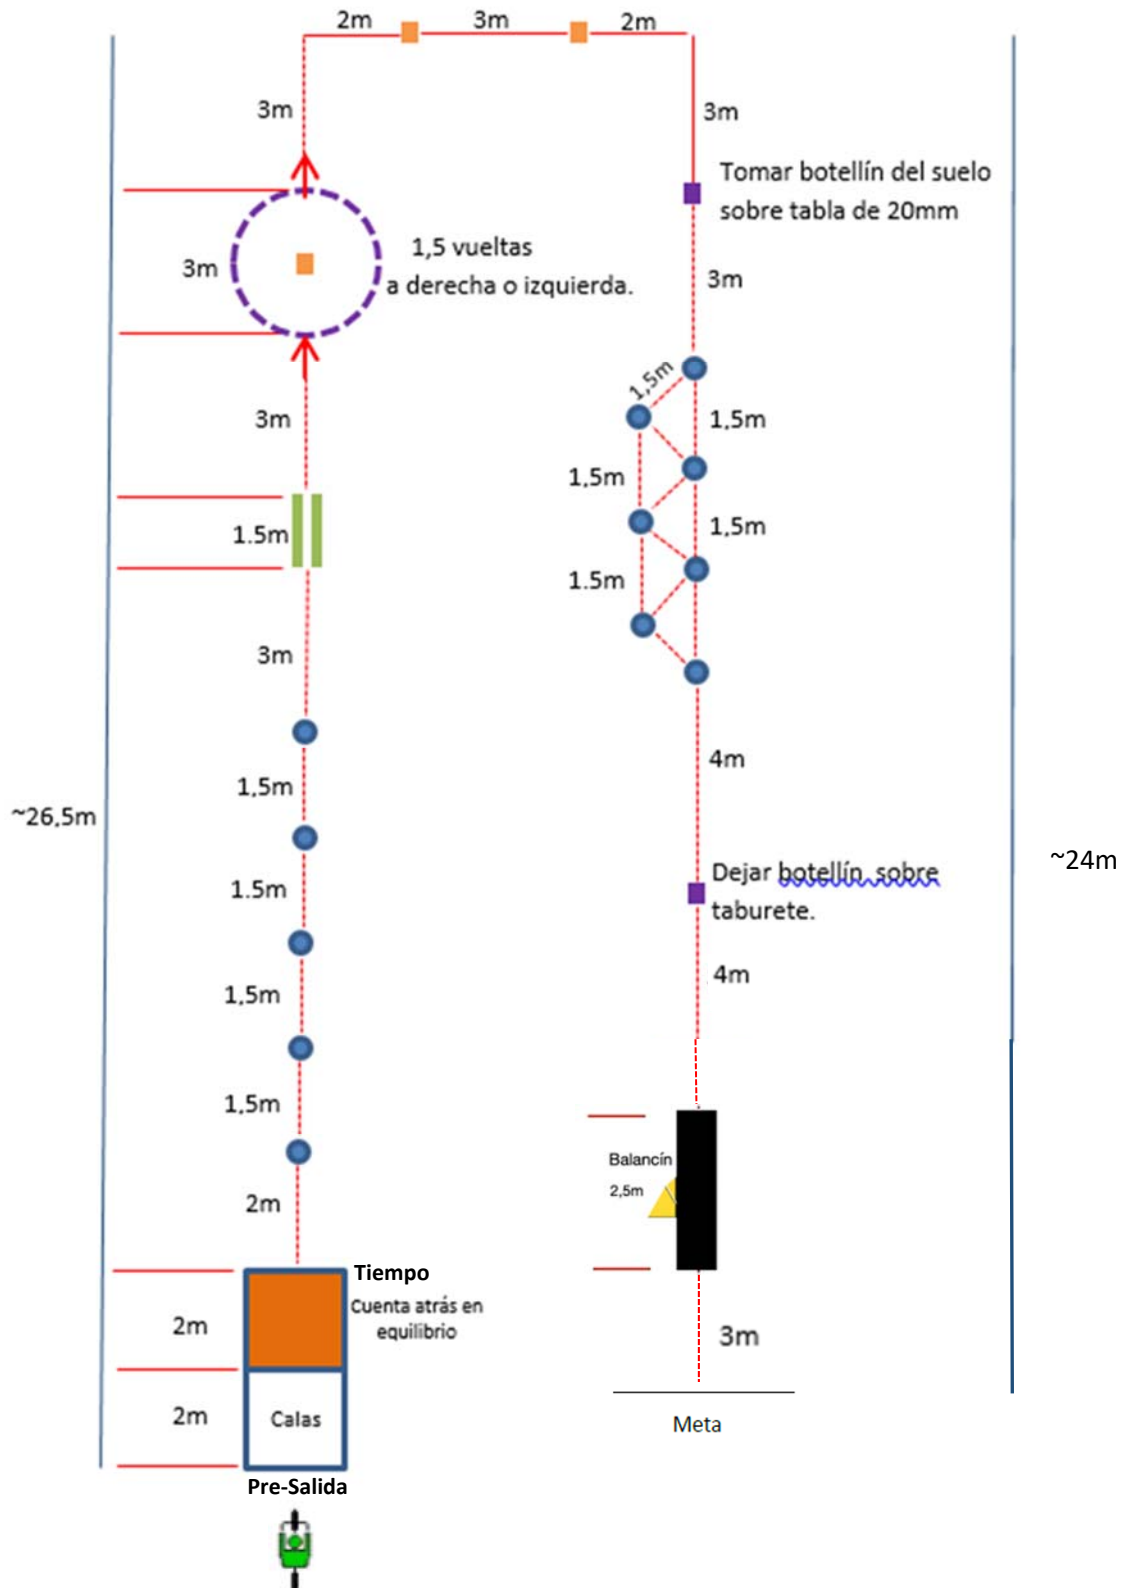 2m
3m
2m
3m
3m
Tomar botellín del suelo
sobre tabla de 20mm
1,5 vueltas
a derecha o izquierda.
3m
3m
1,5m
3m
1,5m
1,5m
1.5m
1,5m
1.5m
3m
4m
1,5m
~26,5m
~24m
Dejar botellín sobre
taburete.
1.5m
4m
1,5m
1,5m
Balancín
2,5m
2m
Tiempo
Cuenta atrás en
equilibrio
2m
3m
2m
Calas
Meta
Pre-Salida